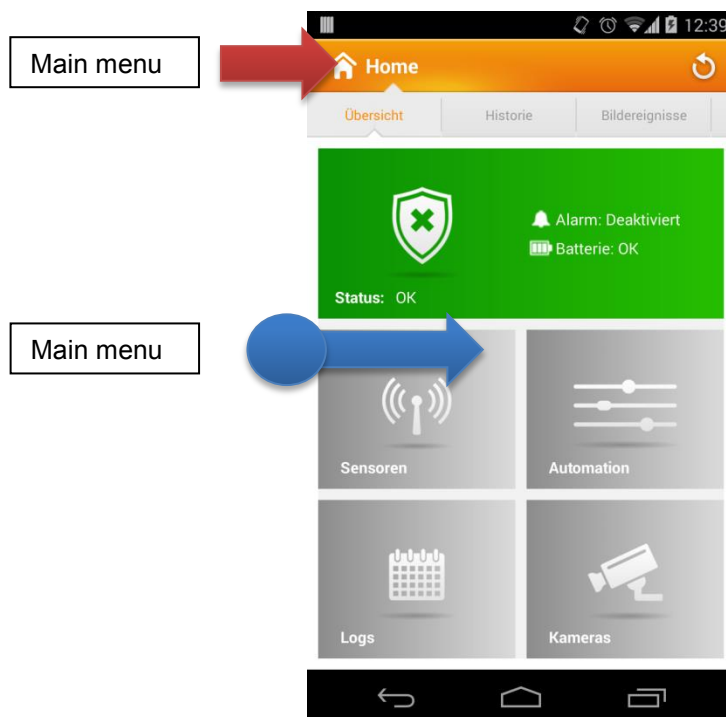 12:39
Main menu
Home
Übersicht Historie Bildereignisse
Alarm: Deaktiviert
Batterie: OK
Status: OK
Main menu
Sensoren Automation
Logs Kameras